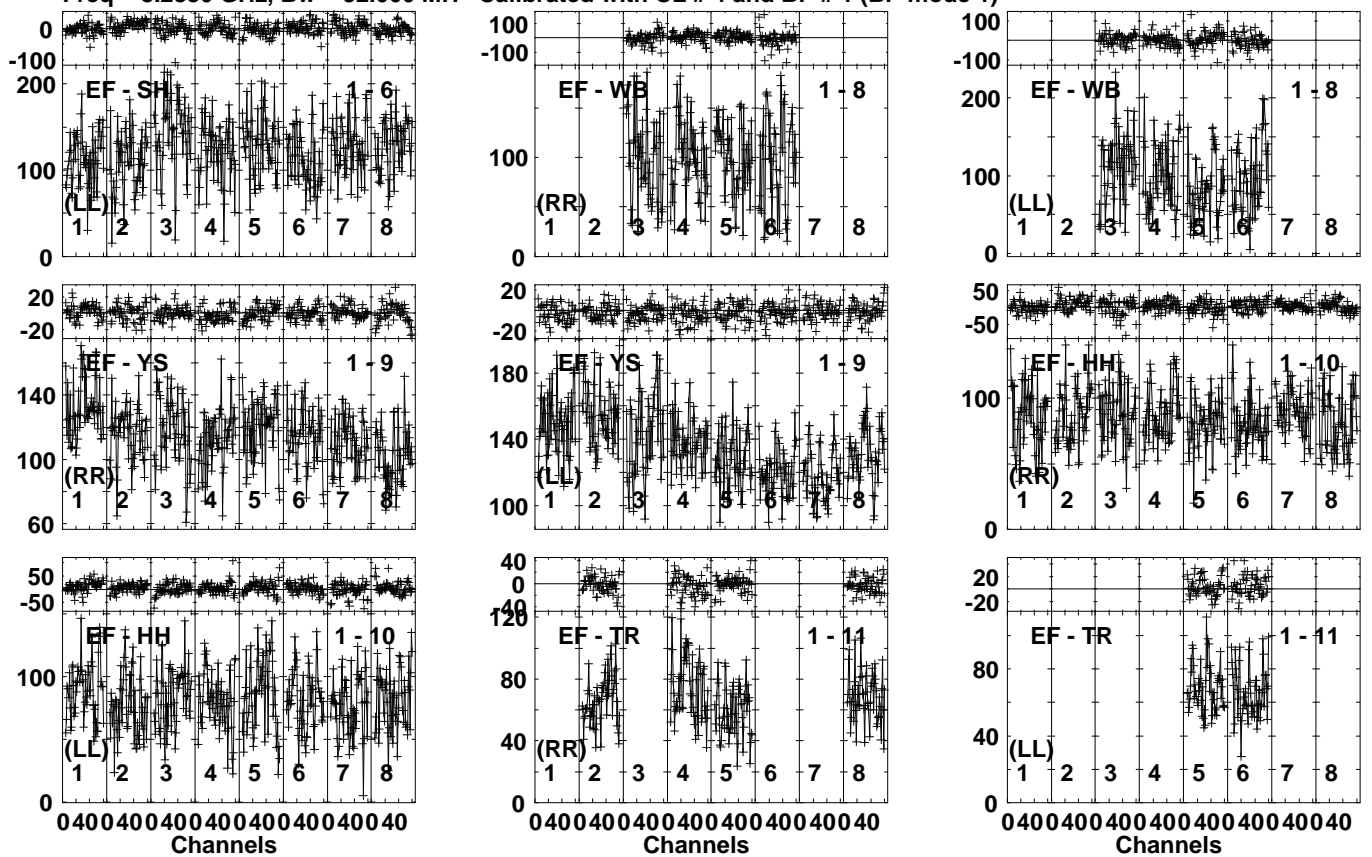 Calibrated with CL # 4 and BP # 1 (BP mode 1)
0
-100
200
100
0
EF - SH 1 - 6
(LL)
1 2 3 4 5 6 7 8
100
-100
100
0
EF - WB 1 - 8
(RR)
1 2 3 4 5 6 7 8
100
-100
200
100
0
EF - WB 1 - 8
(LL)
1 2 3 4 5 6 7 8
20
-20
140
100
60
EF - YS 1 - 9
(RR)
1 2 3 4 5 6 7 8
20
-20
180
140
100
EF - YS 1 - 9
(LL)
1 2 3 4 5 6 7 8
50
-50
100
0
EF - HH 1 - 10
(RR)
1 2 3 4 5 6 7 8
50
-50
100
0
EF - HH 1 - 10
(LL)
1 2 3 4 5 6 7 8
0 40 0 40 0 40 0 40 0 40 0 40 0 40 0 40
Channels
40
0
-40
120
80
40
0
EF - TR 1 - 11
(RR)
1 2 3 4 5 6 7 8
0 40 0 40 0 40 0 40 0 40 0 40 0 40 0 40
Channels
20
-20
80
40
0
EF - TR 1 - 11
(LL)
1 2 3 4 5 6 7 8
0 40 0 40 0 40 0 40 0 40 0 40 0 40 0 40
Channels